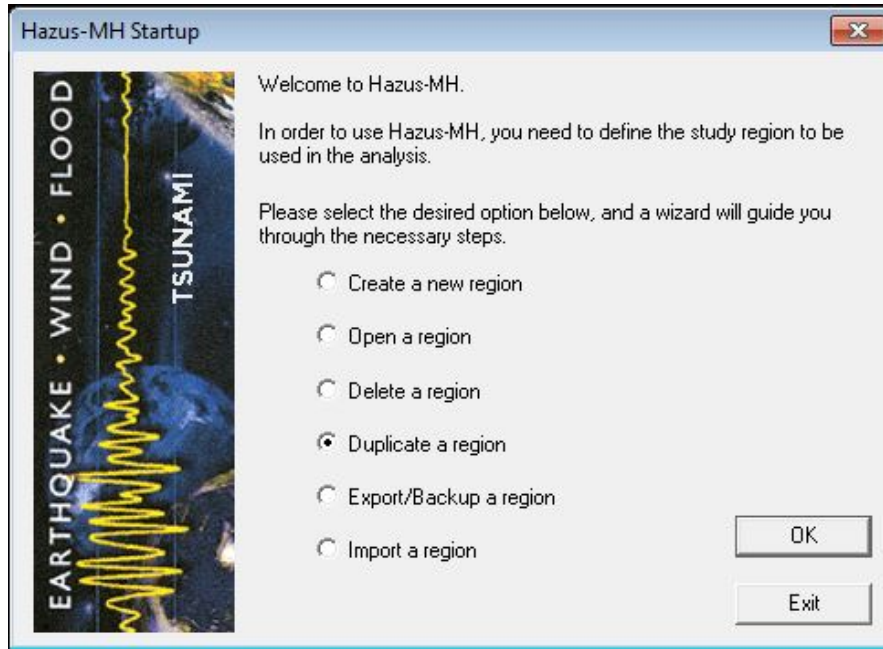 Hazus-MH Startup
EARTHQUAKE • WIND • FLOOD
TSUNAMI
Welcome to Hazus-MH.
In order to use Hazus-MH, you need to define the study region to be
used in the analysis.
Please select the desired option below, and a wizard will guide you
through the necessary steps.
Create a new region
Open a region
Delete a region
Duplicate a region
Export/Backup a region
Import a region
OK
Exit